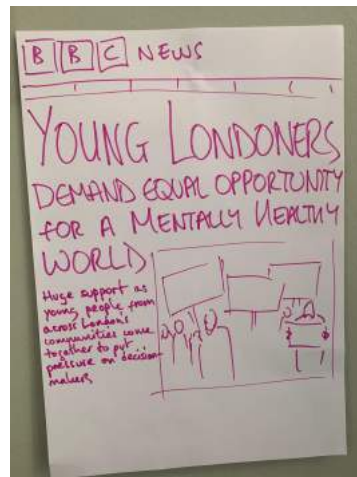 BBC NEWS
YOUNG LONDONERS
DEMAND EQUAL OPPORTUNITY
FOR A MENTALLY HEALTHY
WORLD
Huge support as
young people from
across London's
communities come
together to put
pressure on decision
makers